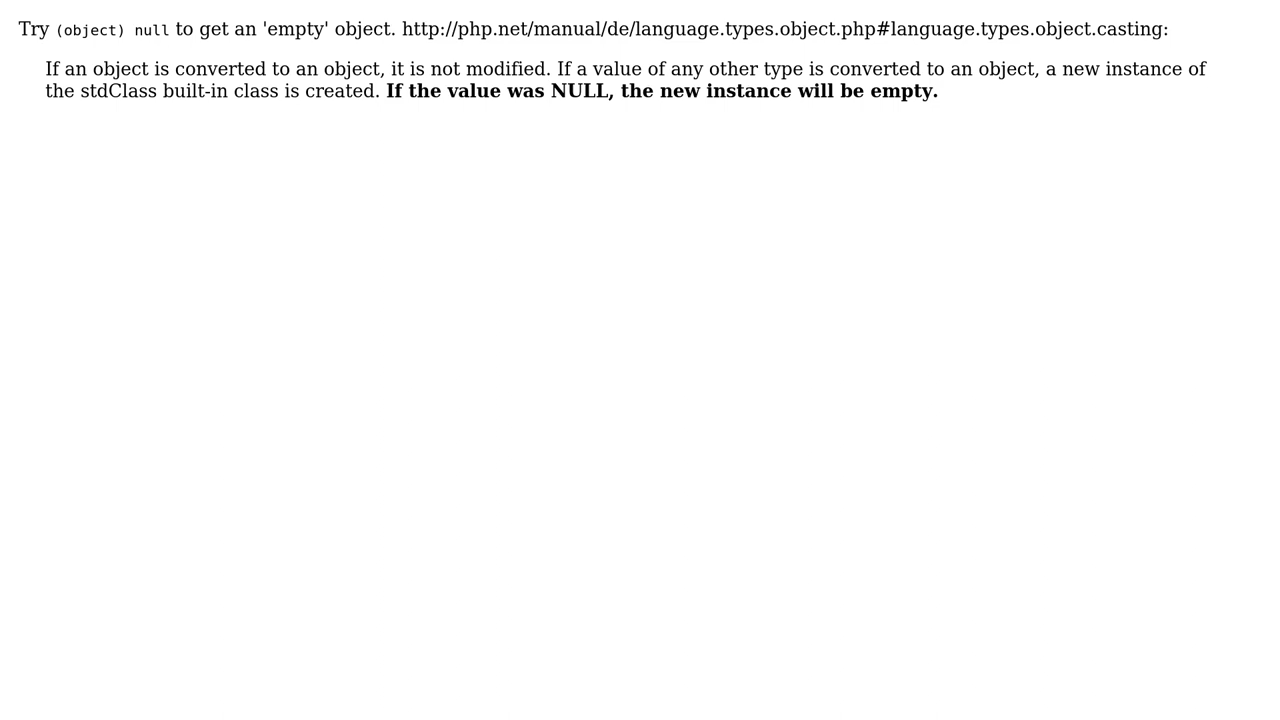 Try (object) null to get an 'empty' object. http://php.net/manual/de/language.types.object.php#language.types.object.casting:
If an object is converted to an object, it is not modified. If a value of any other type is converted to an object, a new instance of
the stdClass built-in class is created. If the value was NULL, the new instance will be empty.